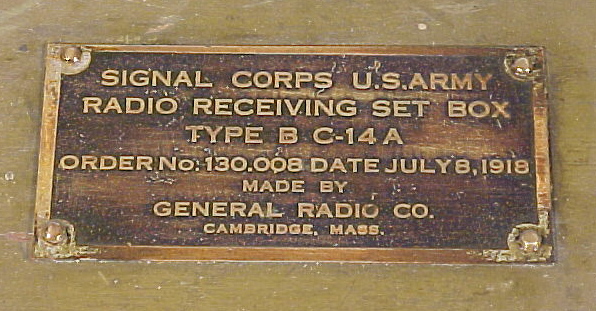 SIGNAL CORPS U.S. ARMY
RADIO RECEIVING SET BOX
TYPE B C-14 A
ORDER No. 130.008 DATE JULY 8, 1918
MADE BY
GENERAL RADIO CO.
CAMBRIDGE, MASS.